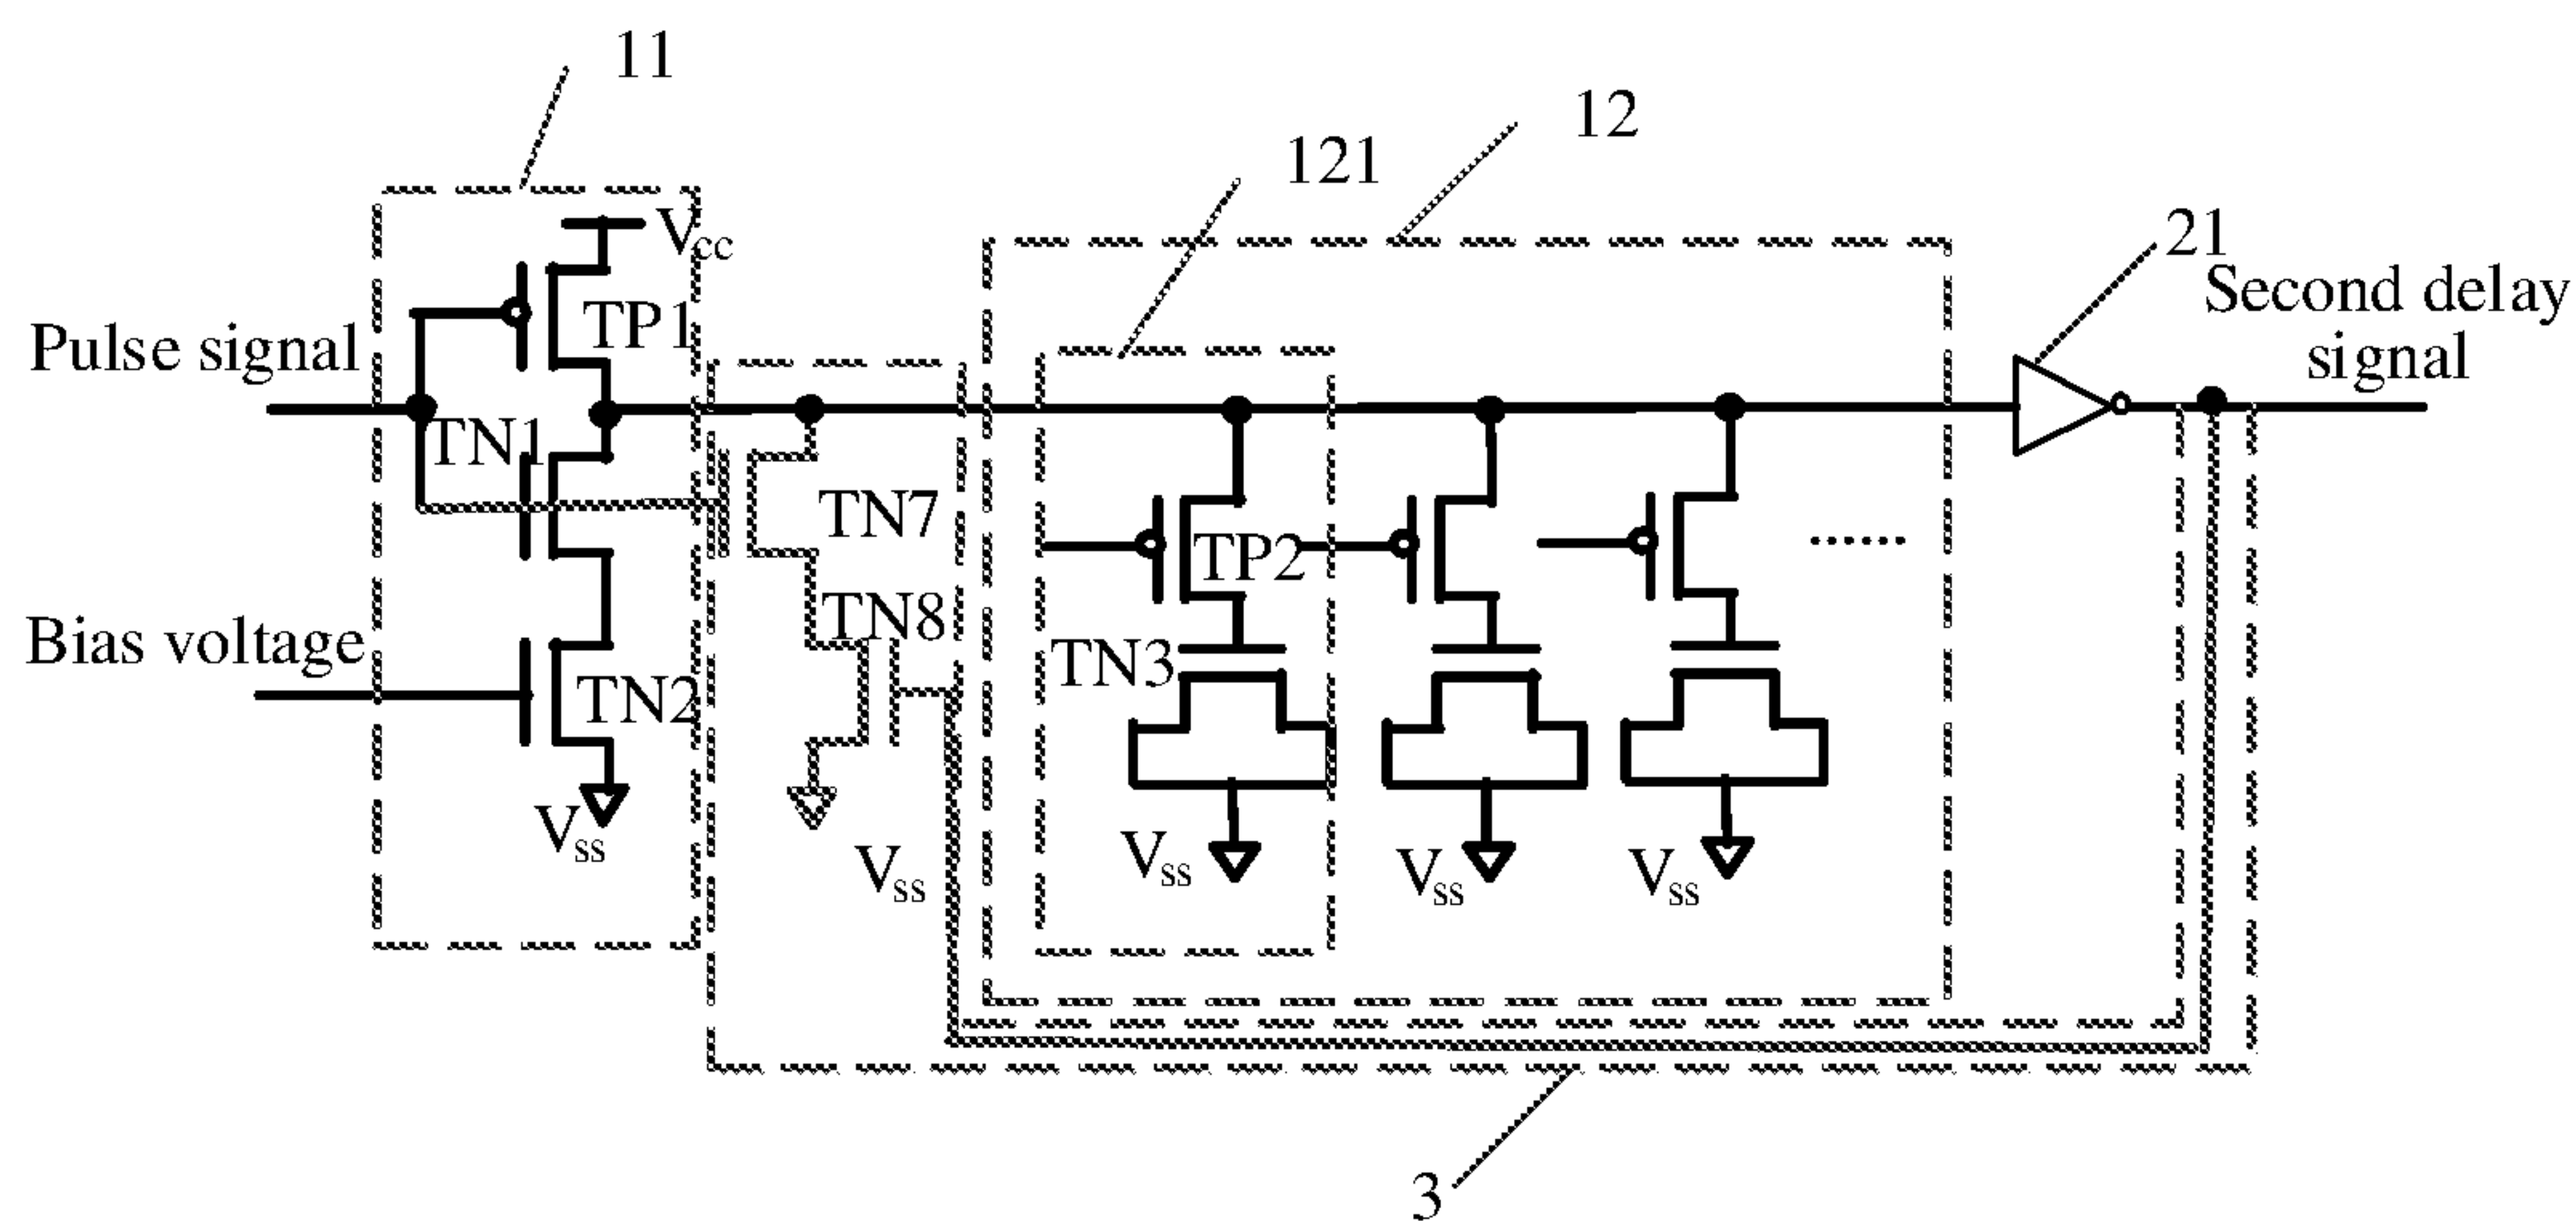 11
12
121
21
Vcc
TP1
Second delay
signal
Pulse signal
TN1
TN7
TP2
TN8
Bias voltage
TN3
TN2
Vss
Vss
Vss
Vss
Vss
......
3